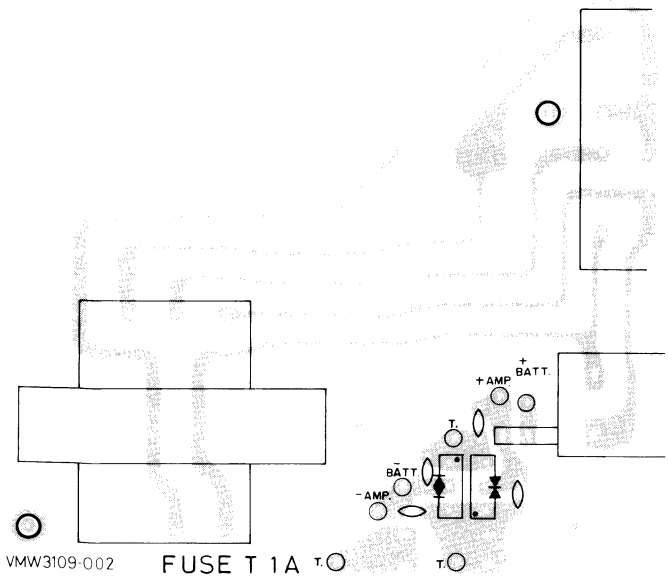 +
+ AMP. BATT.
T.
-
BATT.
- AMP.
VMW3109-002 FUSE T 1A T. T.